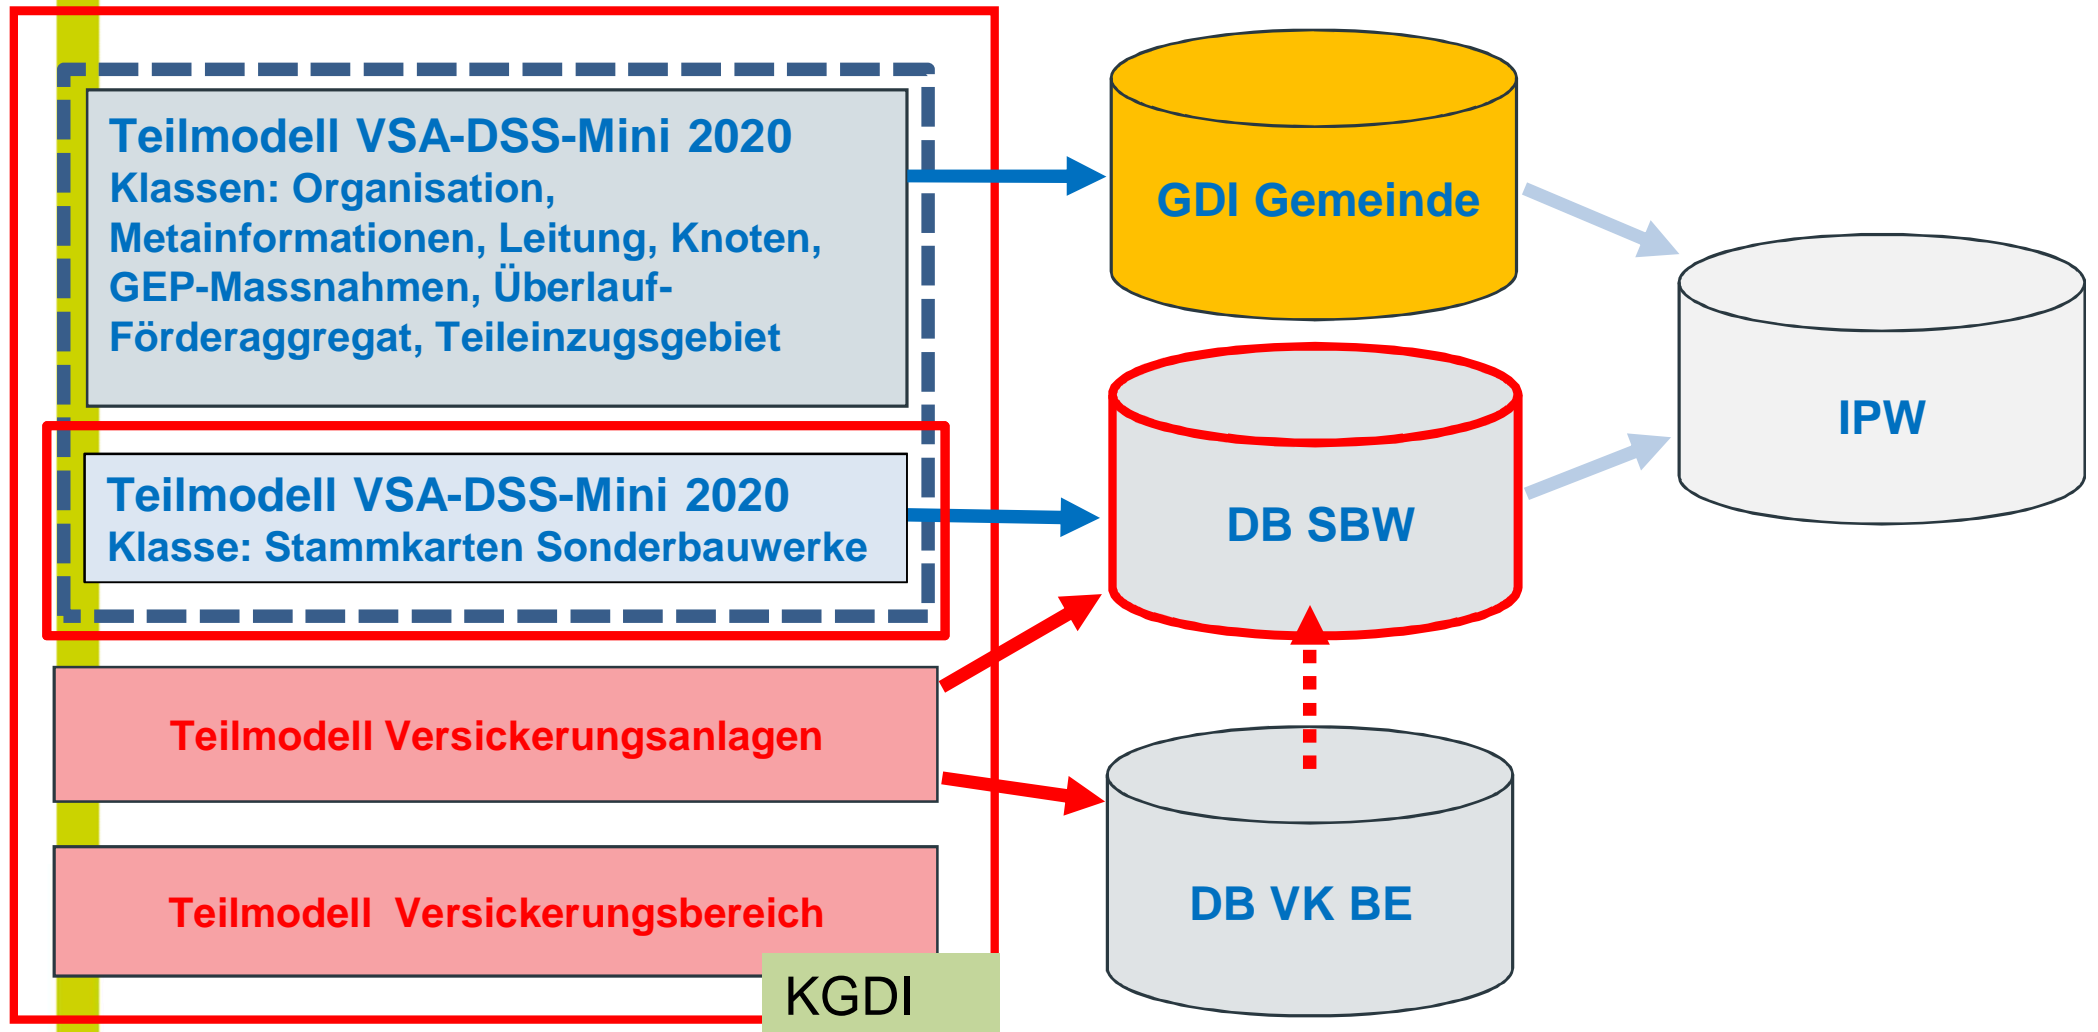 Teilmodell VSA-DSS-Mini 2020
Klassen: Organisation,
Metainformationen, Leitung, Knoten,
GEP-Massnahmen, Überlauf-
Förderaggregat, Teileinzugsgebiet
Teilmodell VSA-DSS-Mini 2020
Klasse: Stammkarten Sonderbauwerke
Teilmodell Versickerungsanlagen
Teilmodell Versickerungsbereich
KGDI
GDI Gemeinde
DB SBW
DB VK BE
IPW